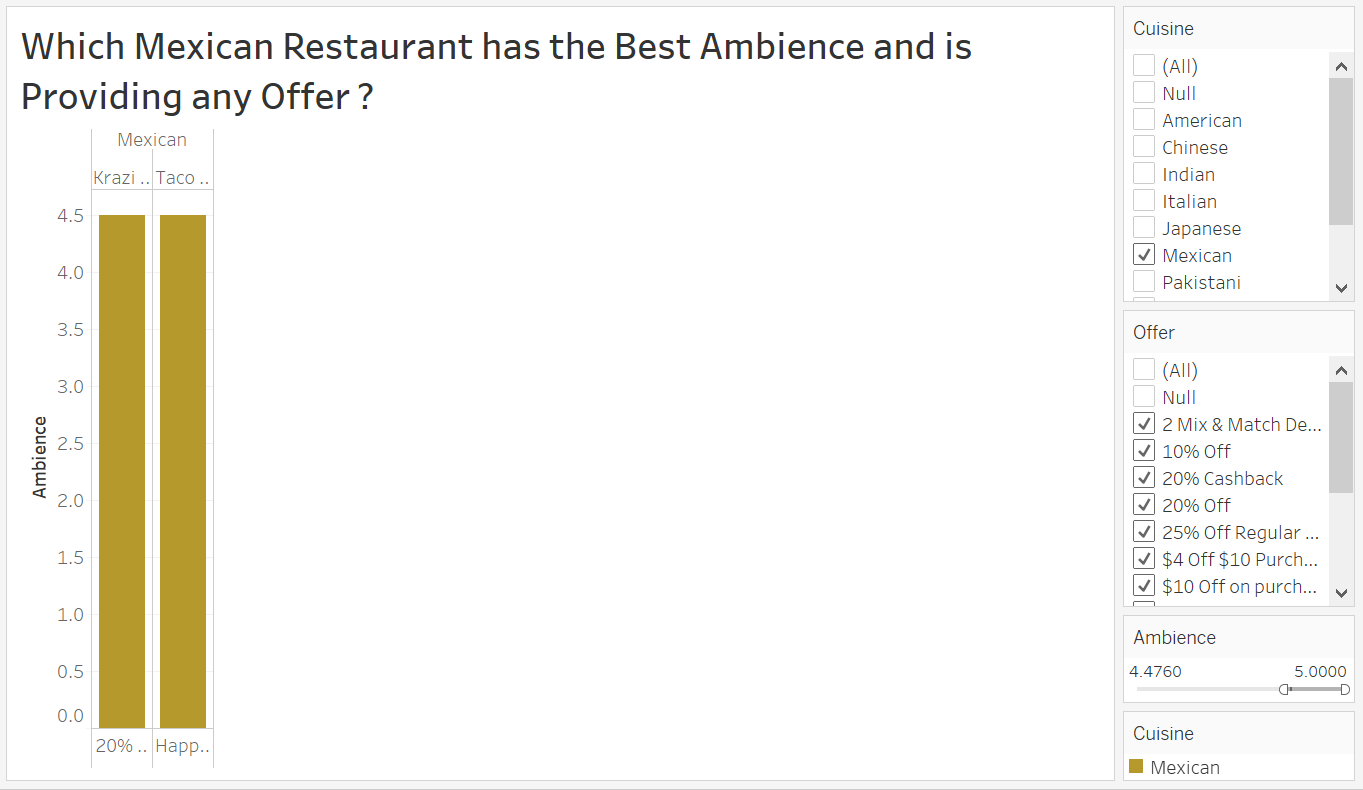 Which Mexican Restaurant has the Best Ambience and is
Providing any Offer ?
Mexican
Krazi ..
Taco ..
4.5
4.0
3.5
3.0
2.5
2.0
1.5
1.0
0.5
0.0
Ambience
20% ..
Happ..
Cuisine
(All)
Null
American
Chinese
Indian
Italian
Japanese
Mexican
Pakistani
Offer
(All)
Null
2 Mix & Match De...
10% Off
20% Cashback
20% Off
25% Off Regular ...
$4 Off $10 Purch...
$10 Off on purch...
Ambience
4.4760 5.0000
Cuisine
Mexican